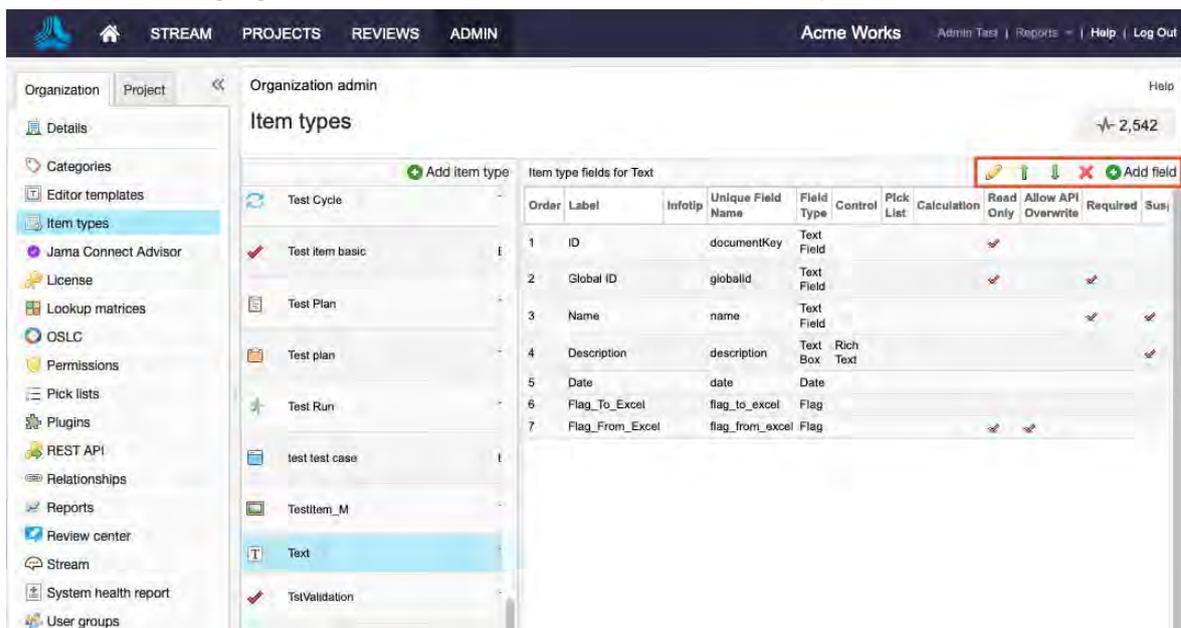 STREAM PROJECTS REVIEWS ADMIN Acme Works Admin Tast | Reports | Help | Log Out
Organization Project
Organization admin Help
Item types 2,542
Details
Categories
Editor templates
Item types
Jama Connect Advisor
License
Lookup matrices
OSLC
Permissions
Pick lists
Plugins
REST API
Relationships
Reports
Review center
Stream
System health report
User groups
Add item type
Test Cycle
Test item basic
Test Plan
Test plan
Test Run
test test case
TestItem_M
Text
TstValidation
Item type fields for Text Add field
Order Label Infotip Unique Field Name Field Type Control Pick List Calculation Read Only Allow API Overwrite Required Sus
1 ID documentKey Text Field
2 Global ID globalId Text Field
3 Name name Text Field
4 Description description Text Box Rich Text
5 Date date Date
6 Flag_To_Excel flag_to_excel Flag
7 Flag_From_Excel flag_from_excel Flag